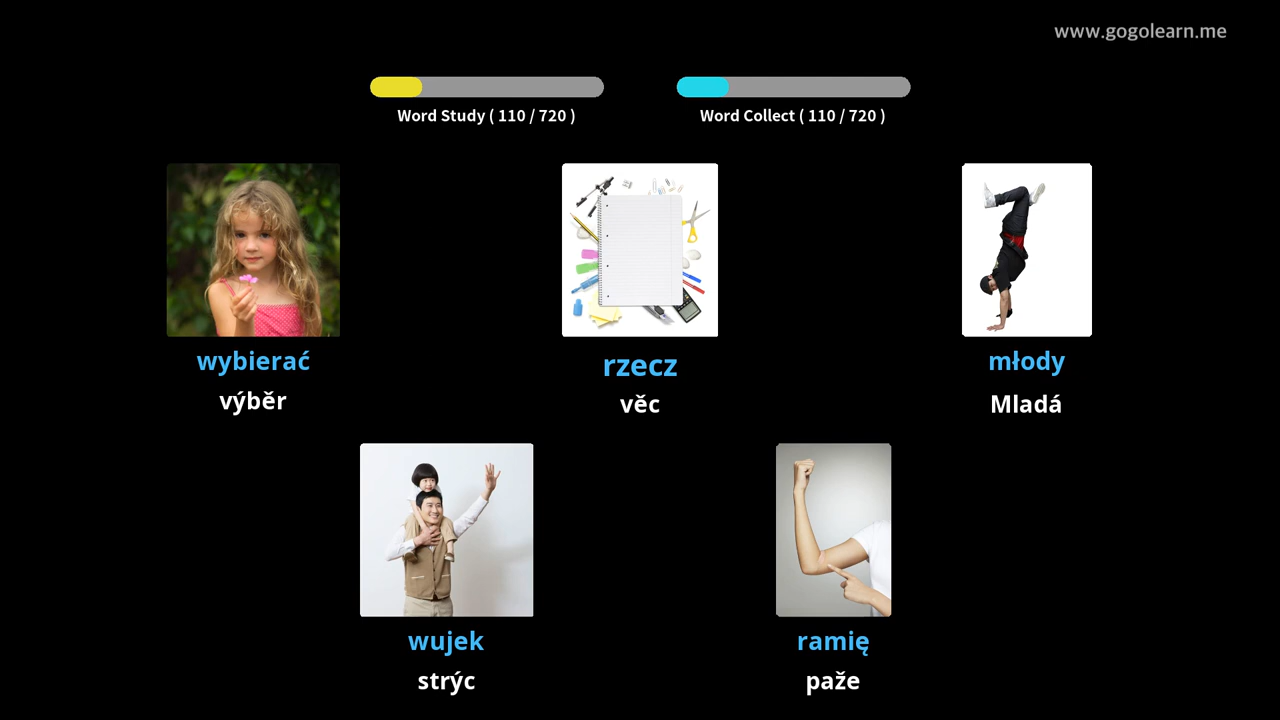 www.gogolearn.me
Word Study ( 110 / 720 )
Word Collect ( 110 / 720 )
wybierać
výběr
rzecz
věc
młody
Mladá
wujek
strýc
ramię
paže